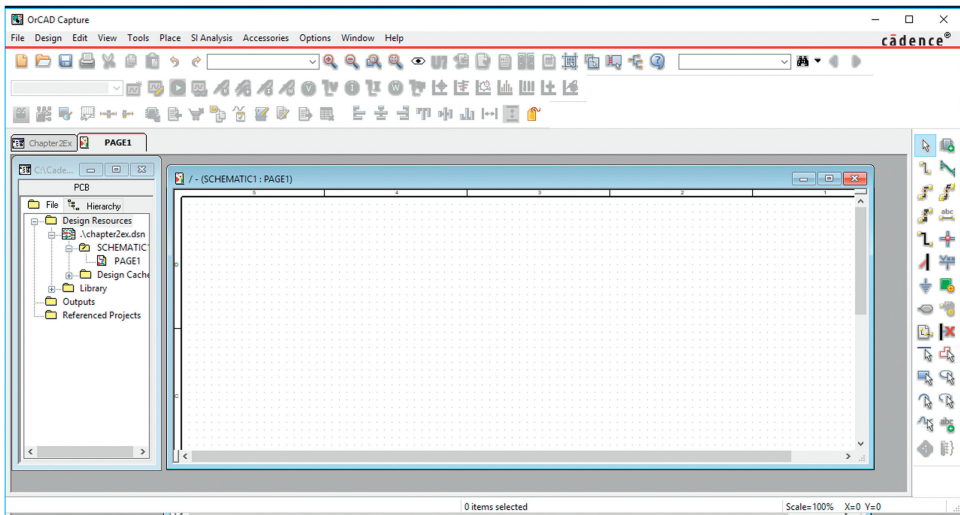 OrCAD Capture
File Design Edit View Tools Place SI Analysis Accessories Options Window Help
cādence®
Chapter2Ex PAGE1
C:\Cade...
PCB
File Hierarchy
Design Resources
.\chapter2ex.dsn
SCHEMATIC
PAGE1
Design Cache
Library
Outputs
Referenced Projects
/ - (SCHEMATIC1 : PAGE1)
5 4 3 2 1
D
C
0 items selected Scale=100% X=0 Y=0